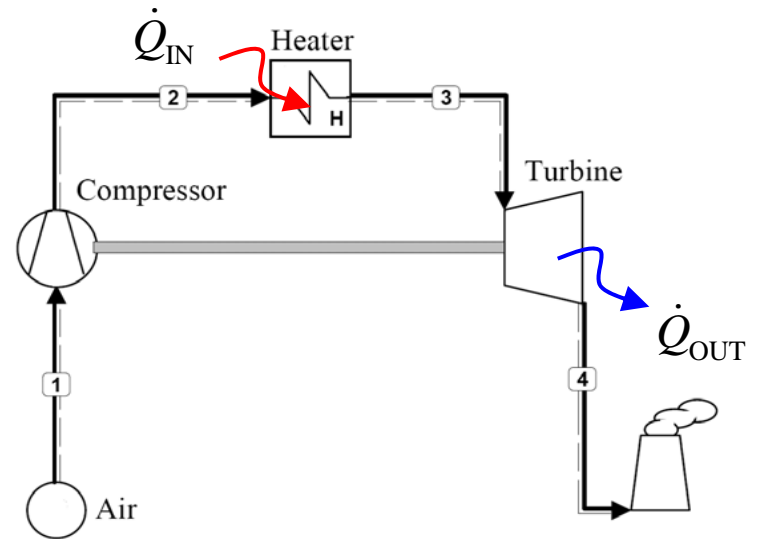 Q̇IN
Heater
2
3
H
Turbine
Compressor
Q̇OUT
1
4
Air